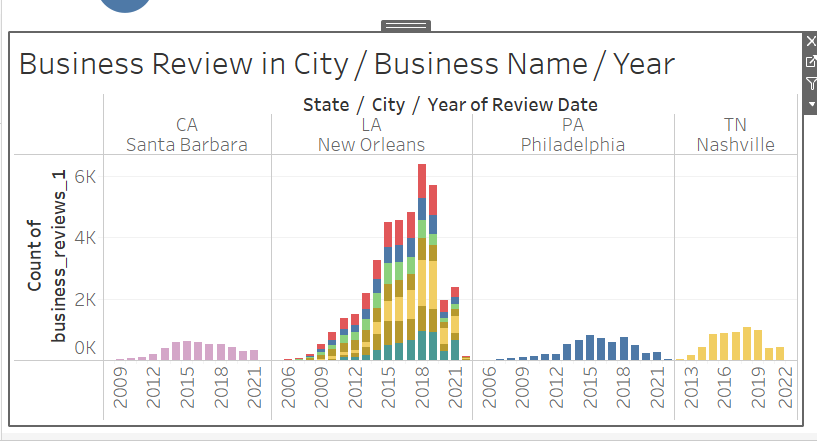 Business Review in City / Business Name / Year
State / City / Year of Review Date
CA LA PA TN
Santa Barbara New Orleans Philadelphia Nashville
Count of
business_reviews_1
6K
4K
2K
0K
2009 2012 2015 2018 2021 2006 2009 2012 2015 2018 2021 2006 2009 2012 2015 2018 2021 2013 2016 2019 2022